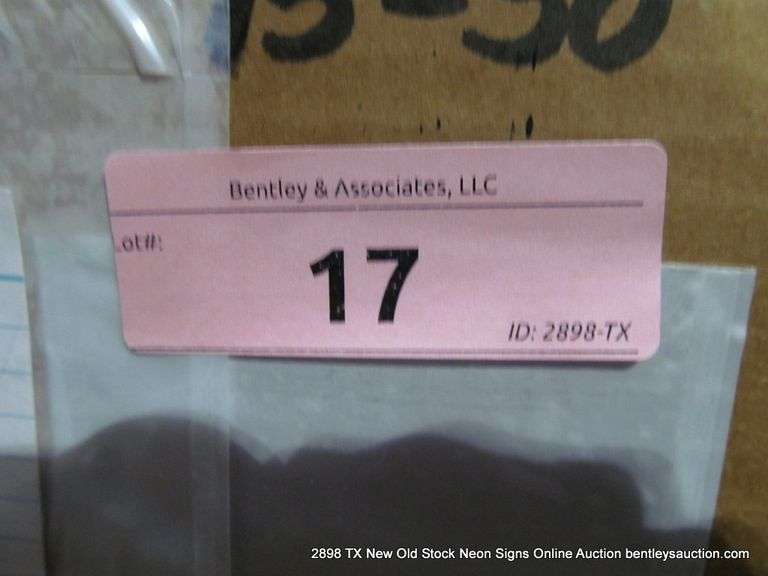 Bentley & Associates, LLC
Lot#:
17
ID: 2898-TX
2898 TX New Old Stock Neon Signs Online Auction bentleysauction.com